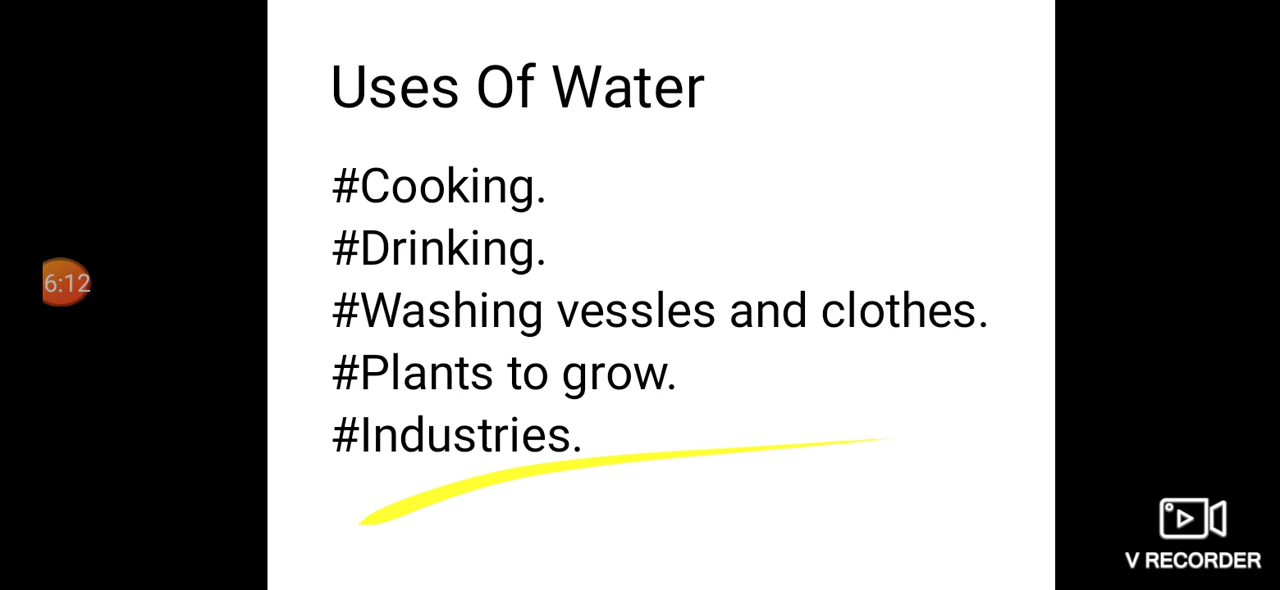 Uses Of Water
#Cooking.
#Drinking.
#Washing vessles and clothes.
#Plants to grow.
#Industries.
6:12
V RECORDER